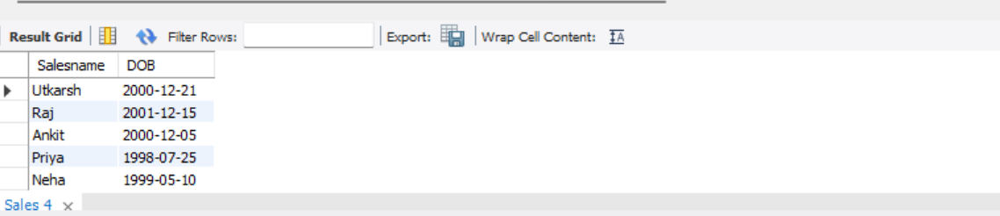 Result Grid Filter Rows: Export: Wrap Cell Content: IA
Salesname DOB
Utkarsh 2000-12-21
Raj 2001-12-15
Ankit 2000-12-05
Priya 1998-07-25
Neha 1999-05-10
Sales 4 ×